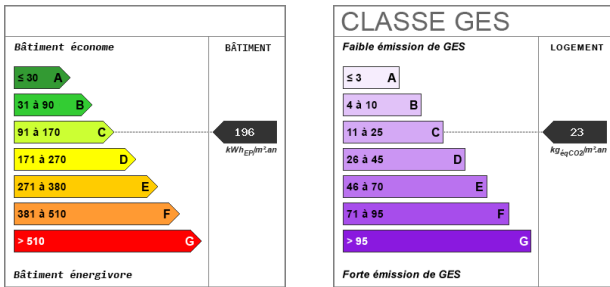 Bâtiment économe
BÂTIMENT
≤ 30 A
31 à 90 B
91 à 170 C
196
kWhEP/m².an
171 à 270 D
271 à 380 E
381 à 510 F
> 510 G
Bâtiment énergivore
CLASSE GES
Faible émission de GES
LOGEMENT
≤ 3 A
4 à 10 B
11 à 25 C
23
kgéqCO2/m².an
26 à 45 D
46 à 70 E
71 à 95 F
> 95 G
Forte émission de GES